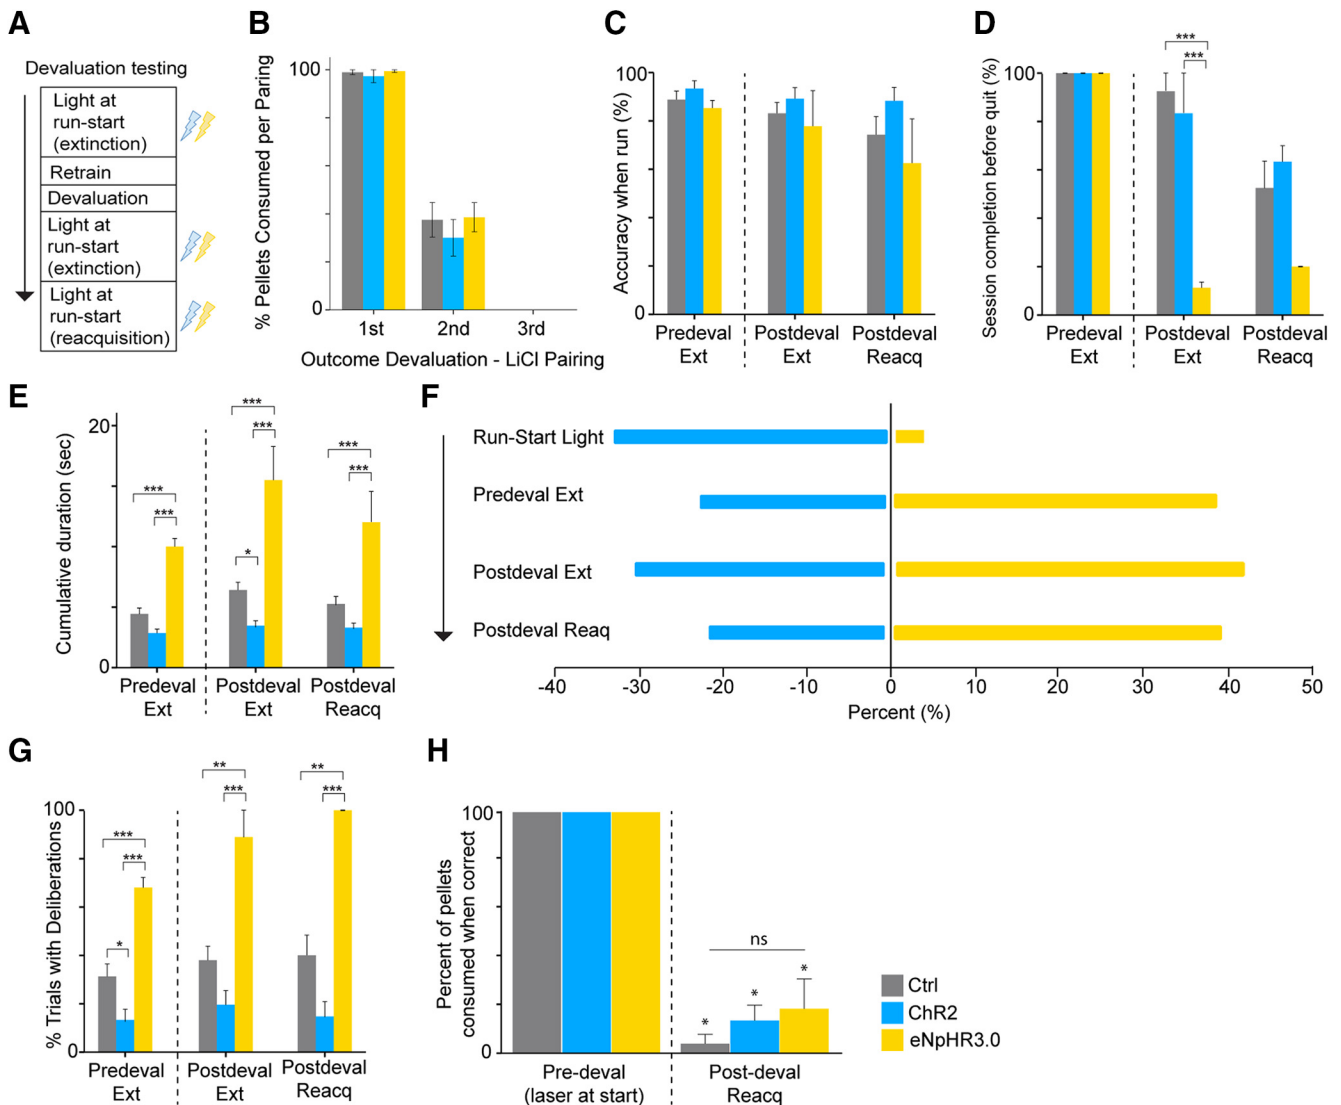 A
Devaluation testing
Light at
run-start
(extinction)
Retrain
Devaluation
Light at
run-start
(extinction)
Light at
run-start
(reacquisition)
B
% Pellets Consumed per Paring
100
0
1st
2nd
3rd
Outcome Devaluation - LiCl Pairing
C
Accuracy when run (%)
100
0
Predeval
Ext
Postdeval
Ext
Postdeval
Reacq
D
Session completion before quit (%)
100
0
***
***
Predeval
Ext
Postdeval
Ext
Postdeval
Reacq
E
Cumulative duration (sec)
20
0
***
***
***
***
*
***
***
Predeval
Ext
Postdeval
Ext
Postdeval
Reacq
F
Run-Start Light
Predeval Ext
Postdeval Ext
Postdeval Reaq
-40
-30
-20
-10
0
10
20
30
40
50
Percent (%)
G
% Trials with Deliberations
100
0
***
***
*
**
***
**
***
Predeval
Ext
Postdeval
Ext
Postdeval
Reacq
H
Percent of pellets
consumed when correct
100
0
ns
*
*
*
Pre-deval
(laser at start)
Post-deval
Reacq
Ctrl
ChR2
eNpHR3.0